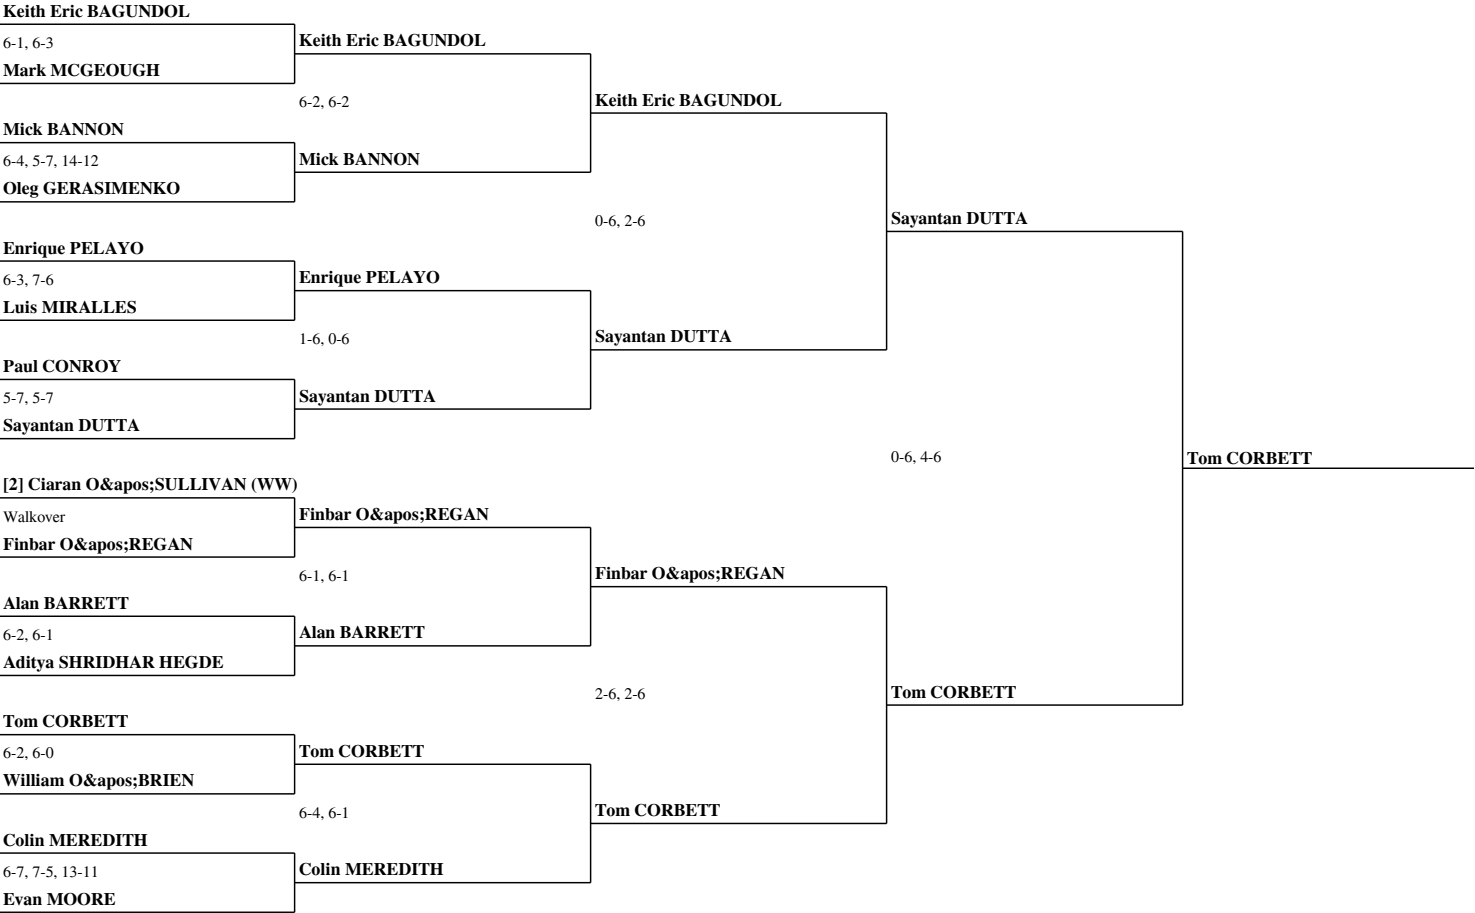 Keith Eric BAGUNDOL
6-1, 6-3
Mark MCGEOUGH
Mick BANNON
6-4, 5-7, 14-12
Oleg GERASIMENKO
Enrique PELAYO
6-3, 7-6
Luis MIRALLES
Paul CONROY
5-7, 5-7
Sayantan DUTTA
[2] Ciaran O&apos;SULLIVAN (WW)
Walkover
Finbar O&apos;REGAN
Alan BARRETT
6-2, 6-1
Aditya SHRIDHAR HEGDE
Tom CORBETT
6-2, 6-0
William O&apos;BRIEN
Colin MEREDITH
6-7, 7-5, 13-11
Evan MOORE
Keith Eric BAGUNDOL
6-2, 6-2
Mick BANNON
Enrique PELAYO
1-6, 0-6
Sayantan DUTTA
Finbar O&apos;REGAN
6-1, 6-1
Alan BARRETT
Tom CORBETT
6-4, 6-1
Colin MEREDITH
Keith Eric BAGUNDOL
0-6, 2-6
Sayantan DUTTA
Finbar O&apos;REGAN
2-6, 2-6
Tom CORBETT
Sayantan DUTTA
0-6, 4-6
Tom CORBETT
Tom CORBETT